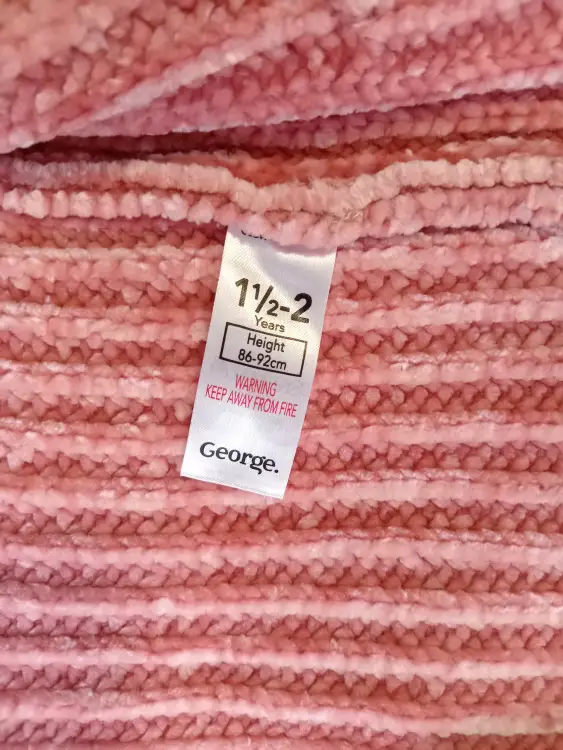 1½-2
Years
Height
86-92cm
WARNING
KEEP AWAY FROM FIRE
George.